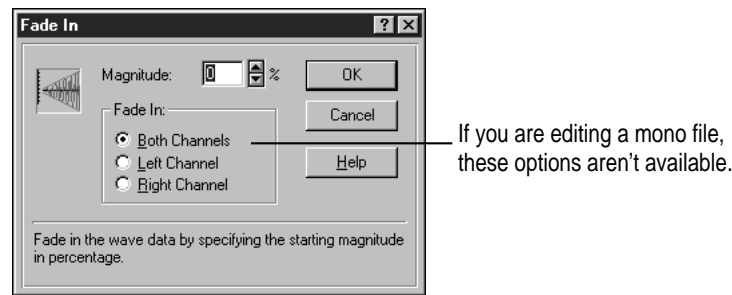 Fade In
Magnitude: 0 %
OK
Fade In:
Cancel
Both Channels
Left Channel
Help
Right Channel
Fade in the wave data by specifying the starting magnitude
in percentage.
If you are editing a mono file,
these options aren't available.